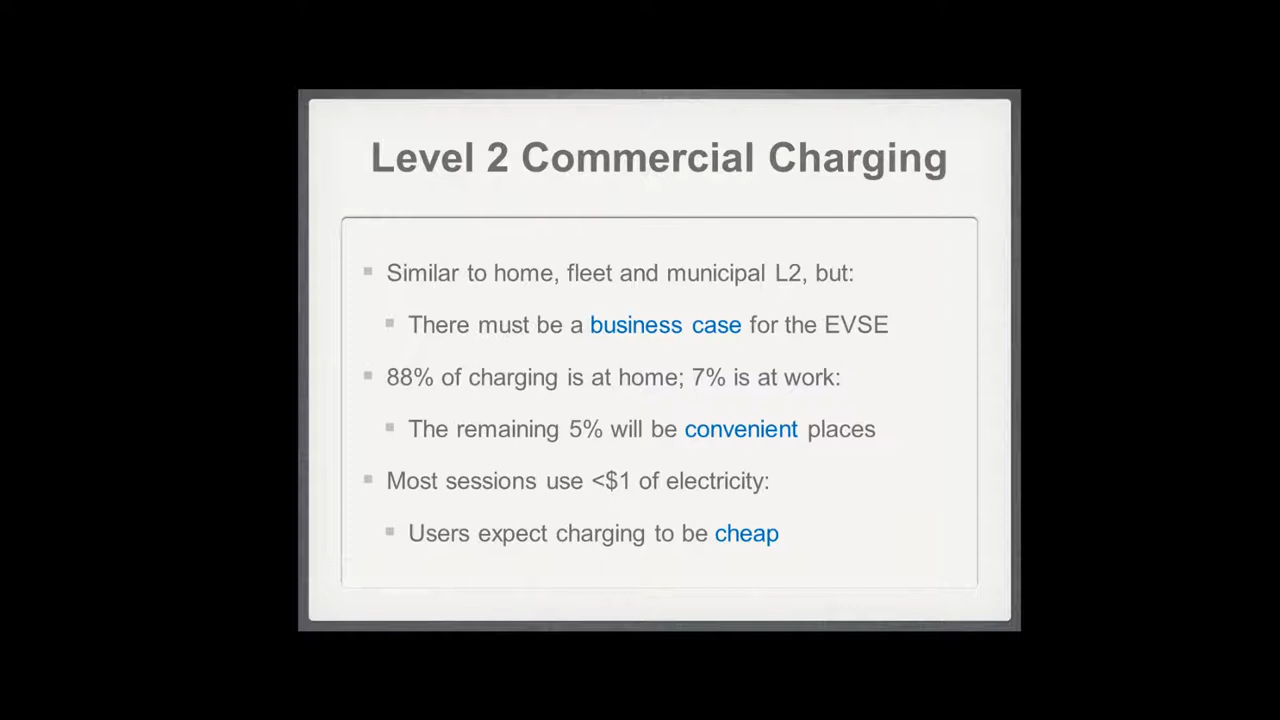 Level 2 Commercial Charging
Similar to home, fleet and municipal L2, but:
There must be a business case for the EVSE
88% of charging is at home; 7% is at work:
The remaining 5% will be convenient places
Most sessions use <$1 of electricity:
Users expect charging to be cheap